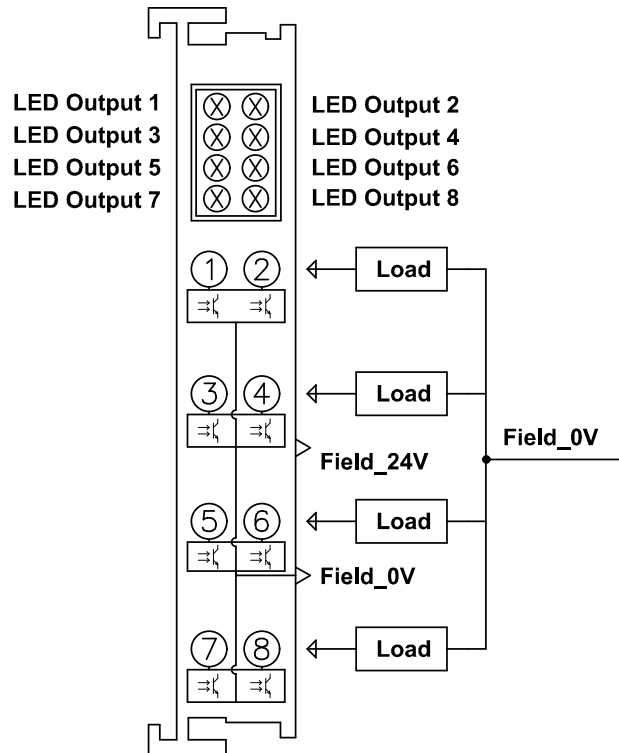 LED Output 1 LED Output 2
LED Output 3 LED Output 4
LED Output 5 LED Output 6
LED Output 7 LED Output 8
1 2 Load
3 4 Load
Field_0V
Field_24V
5 6 Load
Field_0V
7 8 Load